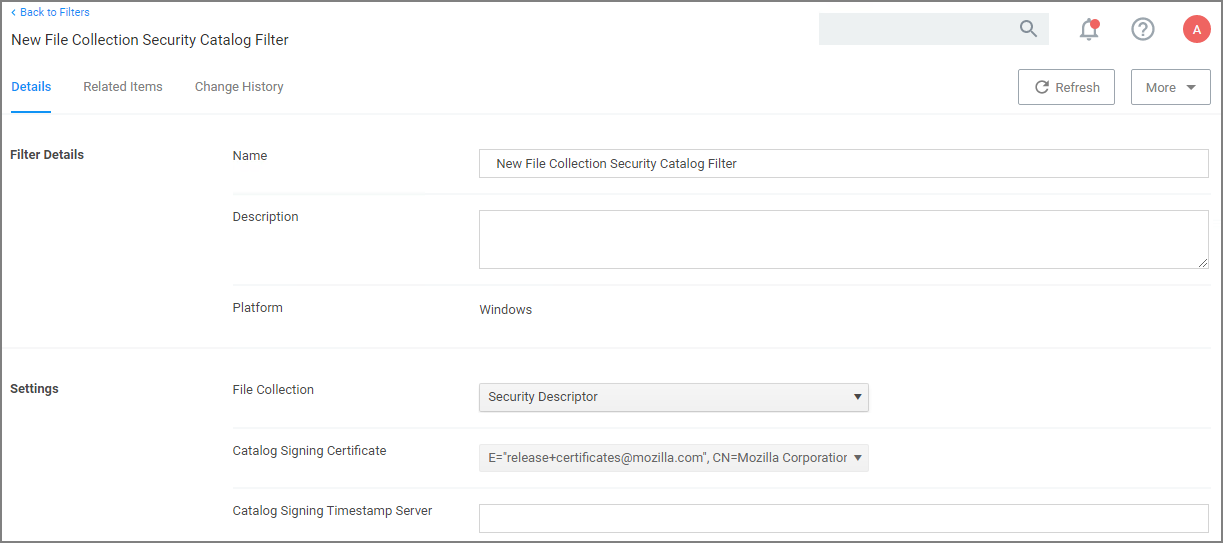 Back to Filters
New File Collection Security Catalog Filter
A
Details Related Items Change History
Refresh More
Filter Details
Name
New File Collection Security Catalog Filter
Description
Platform
Windows
Settings
File Collection
Security Descriptor
Catalog Signing Certificate
E="release+certificates@mozilla.com", CN=Mozilla Corporation
Catalog Signing Timestamp Server